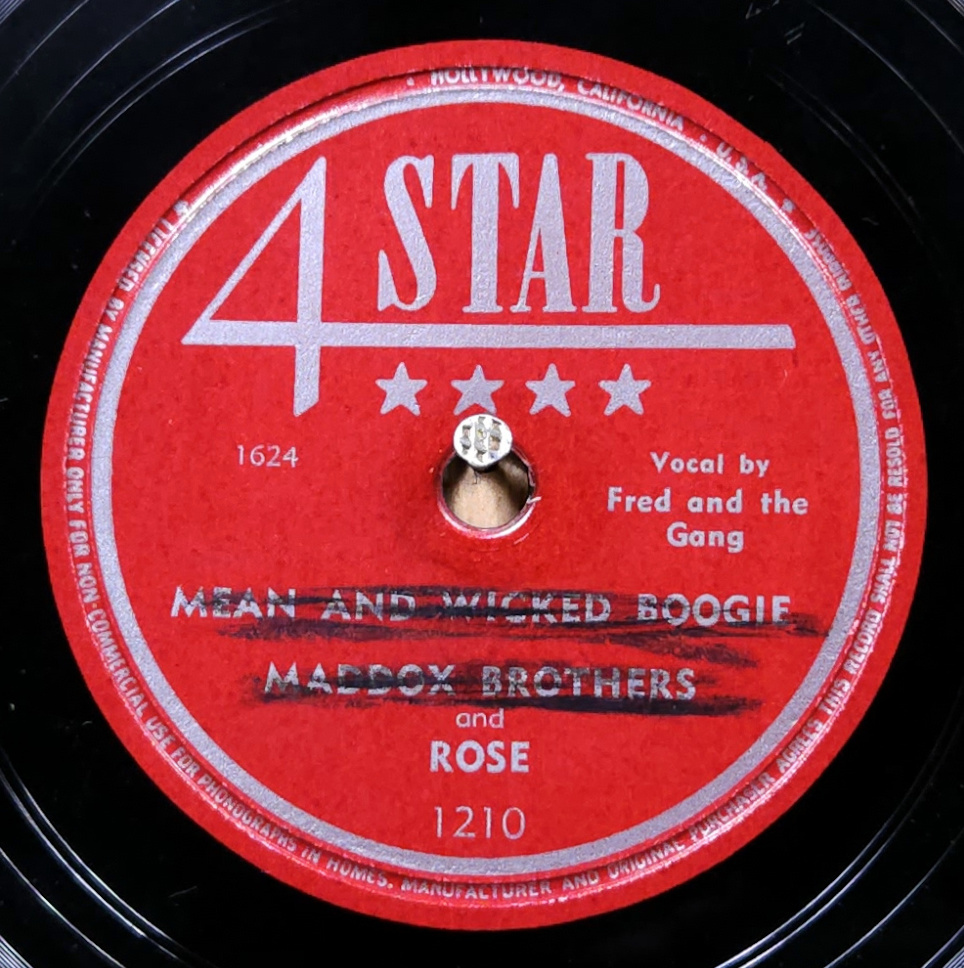 HOLLYWOOD, CALIFORNIA • U.S.A.
4 STAR
1624
Vocal by
Fred and the
Gang
MEAN AND WICKED BOOGIE
MADDOX BROTHERS
and
ROSE
1210
LICENSED BY MANUFACTURER ONLY FOR NON-COMMERCIAL USE FOR PHONOGRAPHS IN HOMES. MANUFACTURER AND ORIGINAL PURCHASER AGREES THIS RECORD SHALL NOT BE RESOLD FOR ANY OTHER PURPOSE